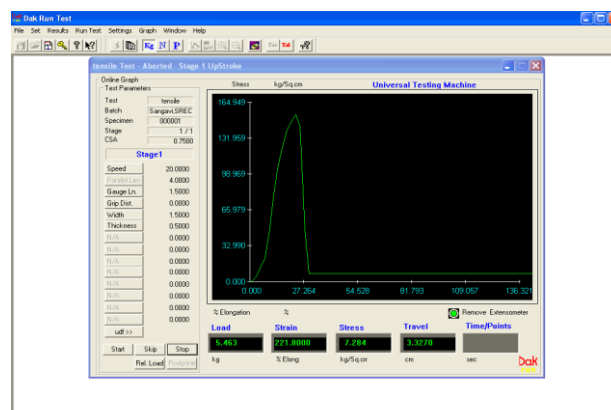 Dak Run Test
File Set Results Run Test Settings Graph Window Help
Kg N P
tensile Test - Aborted Stage 1 UpStroke
Online Graph
Test Parameters
Test tensile
Batch Sangavi,SREC
Specimen 000001
Stage 1 / 1
CSA 0.7500
Stage1
Speed 20.0000
Parallel Len 4.0000
Gauge Ln. 1.5000
Grip Dist. 0.0000
Width 1.5000
Thickness 0.5000
N/A 0.0000
N/A 0.0000
N/A 0.0000
N/A 0.0000
N/A 0.0000
N/A 0.0000
N/A 0.0000
udl >>
Start Skip Stop
Rel. Load Postpone
Stress kg/Sq.cm Universal Testing Machine
164.949
131.959
98.969
65.979
32.990
0.000
0.000 27.264 54.528 81.793 109.057 136.321
% Elongation % Remove Extensometer
Load Strain Stress Travel Time/Points
5.463 221.8000 7.284 3.3270
kg % Elong kg/Sq.cm cm sec
Dak